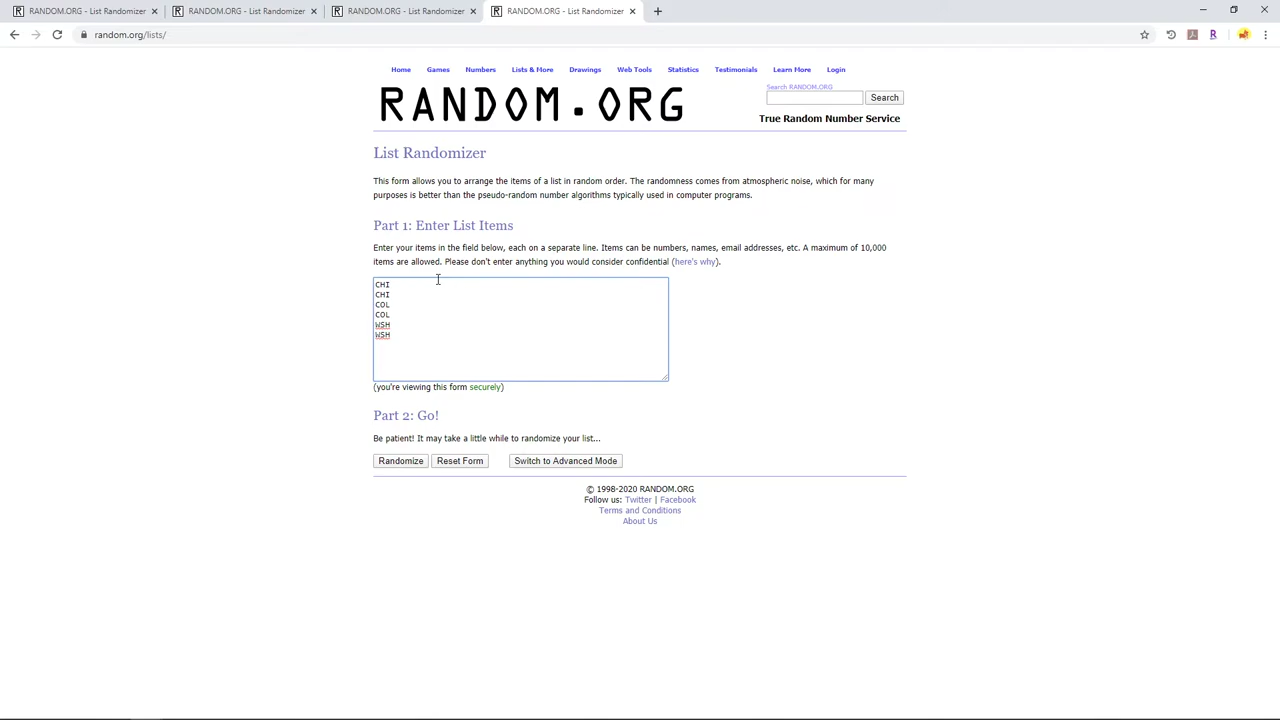 RANDOM.ORG - List Randomizer
RANDOM.ORG - List Randomizer
RANDOM.ORG - List Randomizer
RANDOM.ORG - List Randomizer
random.org/lists/
Home Games Numbers Lists & More Drawings Web Tools Statistics Testimonials Learn More Login
RANDOM.ORG
Search RANDOM.ORG
Search
True Random Number Service
List Randomizer
This form allows you to arrange the items of a list in random order. The randomness comes from atmospheric noise, which for many
purposes is better than the pseudo-random number algorithms typically used in computer programs.
Part 1: Enter List Items
Enter your items in the field below, each on a separate line. Items can be numbers, names, email addresses, etc. A maximum of 10,000
items are allowed. Please don't enter anything you would consider confidential (here's why).
CHI
CHI
COL
COL
WSH
WSH
(you're viewing this form securely)
Part 2: Go!
Be patient! It may take a little while to randomize your list...
Randomize Reset Form Switch to Advanced Mode
© 1998-2020 RANDOM.ORG
Follow us: Twitter | Facebook
Terms and Conditions
About Us